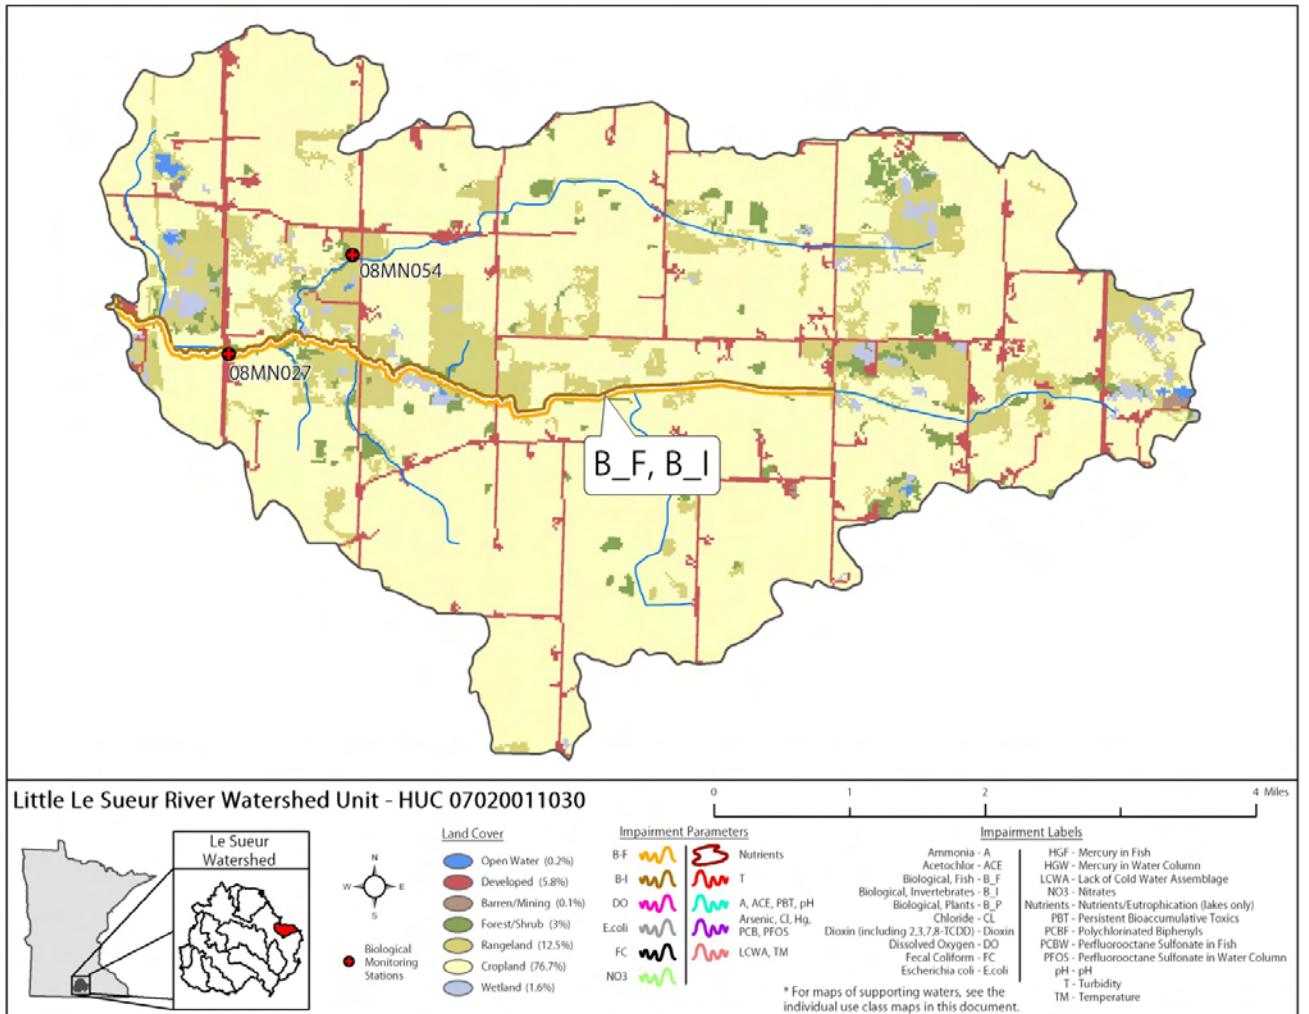 08MN054
08MN027
B_F, B_I
Little Le Sueur River Watershed Unit - HUC 07020011030
0 1 2 4 Miles
Le Sueur
Watershed
N
W E
S
Biological
Monitoring
Stations
Land Cover
Open Water (0.2%)
Developed (5.8%)
Barren/Mining (0.1%)
Forest/Shrub (3%)
Rangeland (12.5%)
Cropland (76.7%)
Wetland (1.6%)
Impairment Parameters
B-F
B-I
DO
E.coli
FC
NO3
Nutrients
T
A, ACE, PBT, pH
Arsenic, Cl, Hg,
PCB, PFOS
LCWA, TM
Impairment Labels
Ammonia - A
Acetochlor - ACE
Biological, Fish - B_F
Biological, Invertebrates - B_I
Biological, Plants - B_P
Chloride - CL
Dioxin (including 2,3,7,8-TCDD) - Dioxin
Dissolved Oxygen - DO
Fecal Coliform - FC
Escherichia coli - E.coli
HGF - Mercury in Fish
HGW - Mercury in Water Column
LCWA - Lack of Cold Water Assemblage
NO3 - Nitrates
Nutrients - Nutrients/Eutrophication (lakes only)
PBT - Persistent Bioaccumulative Toxics
PCBF - Polychlorinated Biphenyls
PCBW - Perfluorooctane Sulfonate in Fish
PFOS - Perfluorooctane Sulfonate in Water Column
pH - pH
T - Turbidity
TM - Temperature
* For maps of supporting waters, see the
individual use class maps in this document.